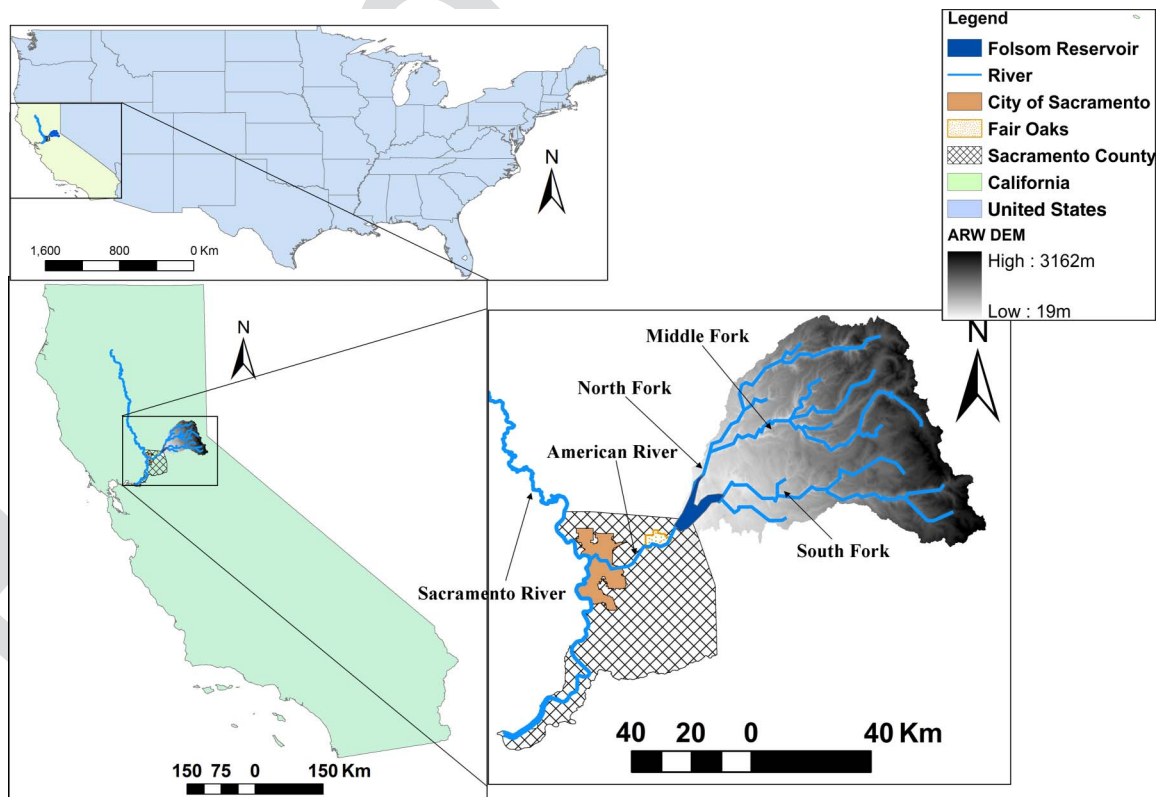 Legend
Folsom Reservoir
River
City of Sacramento
Fair Oaks
Sacramento County
California
United States
ARW DEM
High : 3162m
Low : 19m
N
1,600 800 0 Km
N
150 75 0 150 Km
N
Middle Fork
North Fork
American River
South Fork
Sacramento River
40 20 0 40 Km